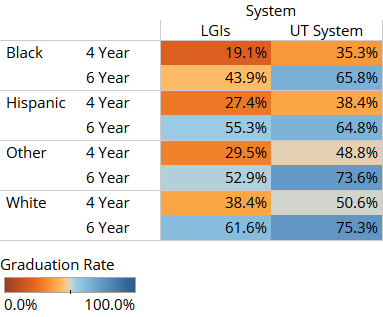 System
LGIs UT System
Black 4 Year 19.1% 35.3%
6 Year 43.9% 65.8%
Hispanic 4 Year 27.4% 38.4%
6 Year 55.3% 64.8%
Other 4 Year 29.5% 48.8%
6 Year 52.9% 73.6%
White 4 Year 38.4% 50.6%
6 Year 61.6% 75.3%
Graduation Rate
0.0% 100.0%